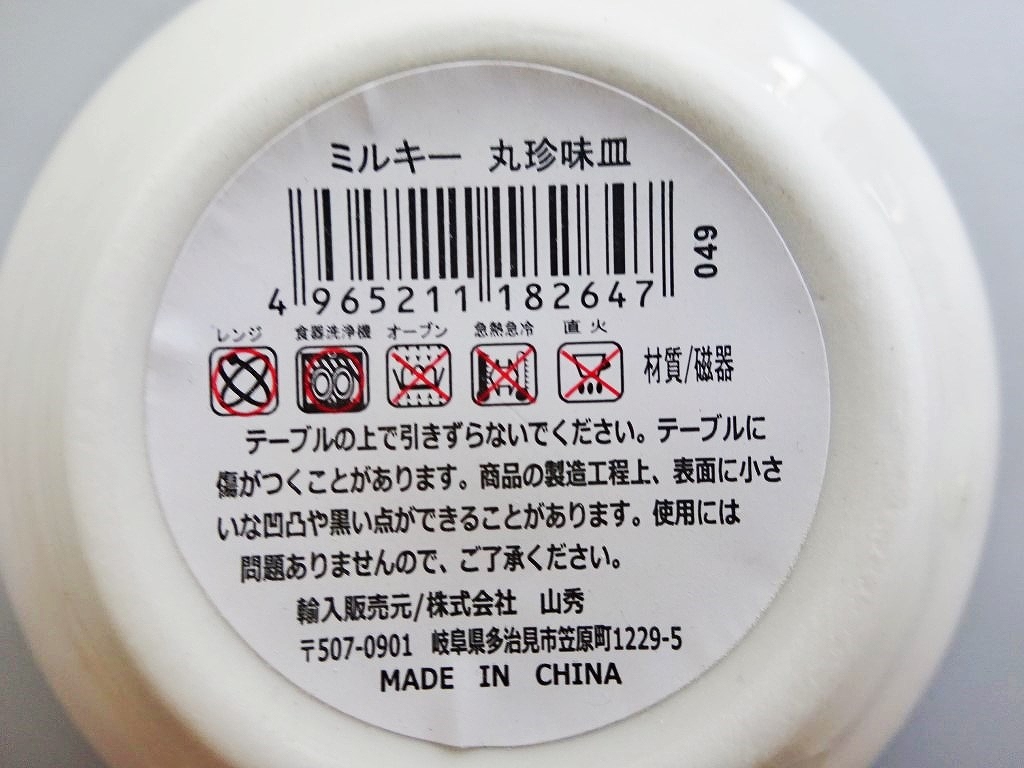 ミルキー 丸珍味皿
049
4 965211 182647
レンジ 食器洗浄機 オーブン 急熱急冷 直火
材質/磁器
テーブルの上で引きずらないでください。テーブルに
傷がつくことがあります。商品の製造工程上、表面に小さ
いな凹凸や黒い点ができることがあります。使用には
問題ありませんので、ご了承ください。
輸入販売元/株式会社 山秀
〒507-0901 岐阜県多治見市笠原町1229-5
MADE IN CHINA